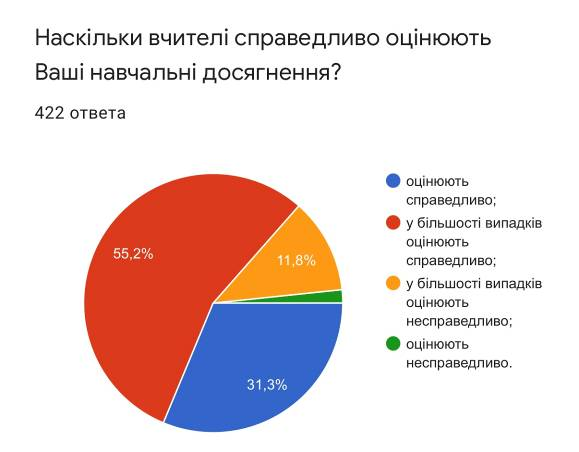 Наскільки вчителі справедливо оцінюють
Ваші навчальні досягнення?
422 ответа
оцінюють
справедливо;
у більшості випадків
оцінюють
справедливо;
у більшості випадків
оцінюють
несправедливо;
оцінюють
несправедливо.
55,2%
11,8%
31,3%